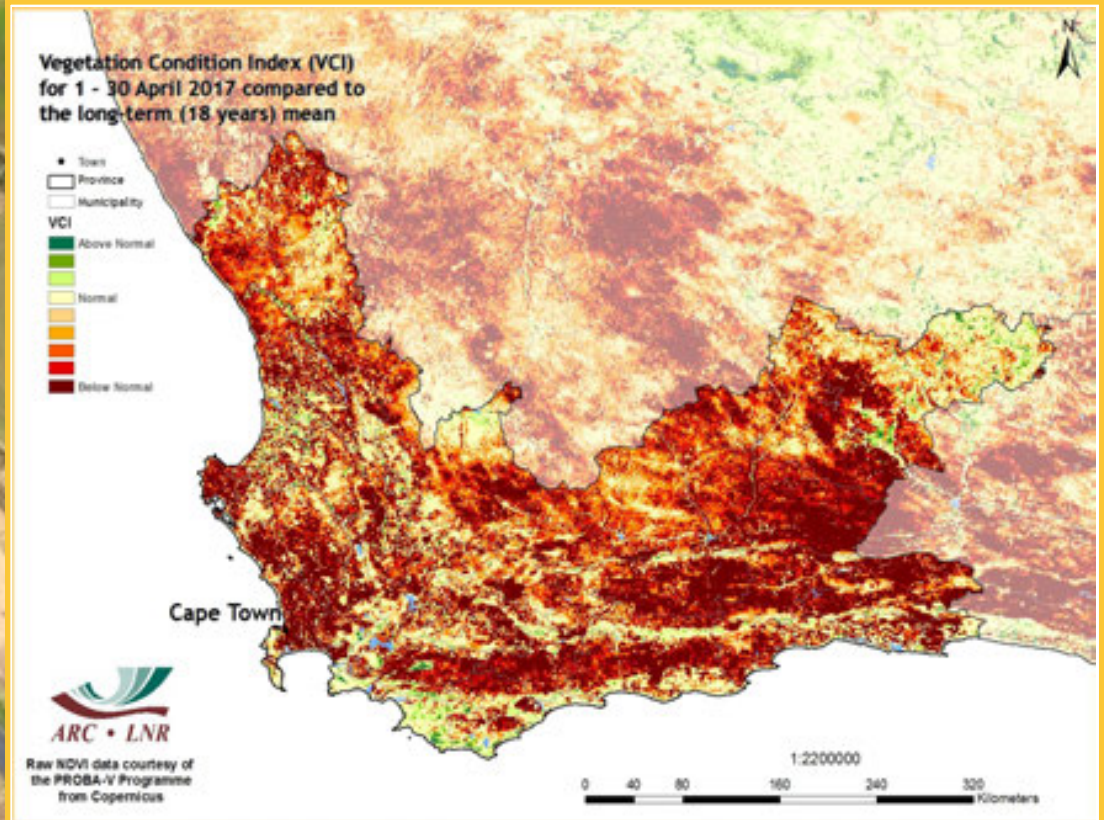 Vegetation Condition Index (VCI)
for 1 - 30 April 2017 compared to
the long-term (18 years) mean
N
Town
Province
Municipality
VCI
Above Normal
Normal
Below Normal
Cape Town
ARC • LNR
Raw NDVI data courtesy of
the PROBA-V Programme
from Copernicus
1:2200000
0 40 80 160 240 320
Kilometers